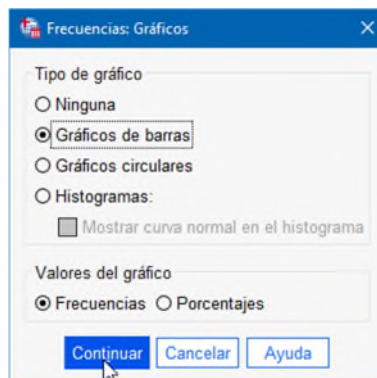 Frecuencias: Gráficos
Tipo de gráfico
Ninguna
Gráficos de barras
Gráficos circulares
Histogramas:
Mostrar curva normal en el histograma
Valores del gráfico
Frecuencias Porcentajes
Continuar Cancelar Ayuda